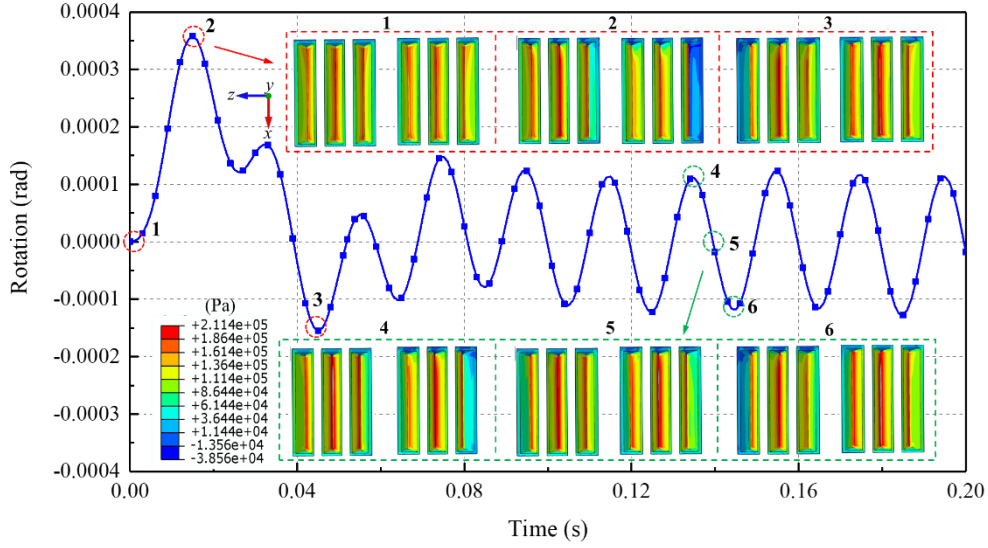 0.0004
0.0003
0.0002
0.0001
0.0000
-0.0001
-0.0002
-0.0003
-0.0004
Rotation (rad)
1 2 3
2
z y
x
1
4
5
3
6
(Pa)
+2.114e+05
+1.864e+05
+1.614e+05
+1.364e+05
+1.114e+05
+8.644e+04
+6.144e+04
+3.644e+04
+1.144e+04
-1.356e+04
-3.856e+04
4 5 6
0.00 0.04 0.08 0.12 0.16 0.20
Time (s)